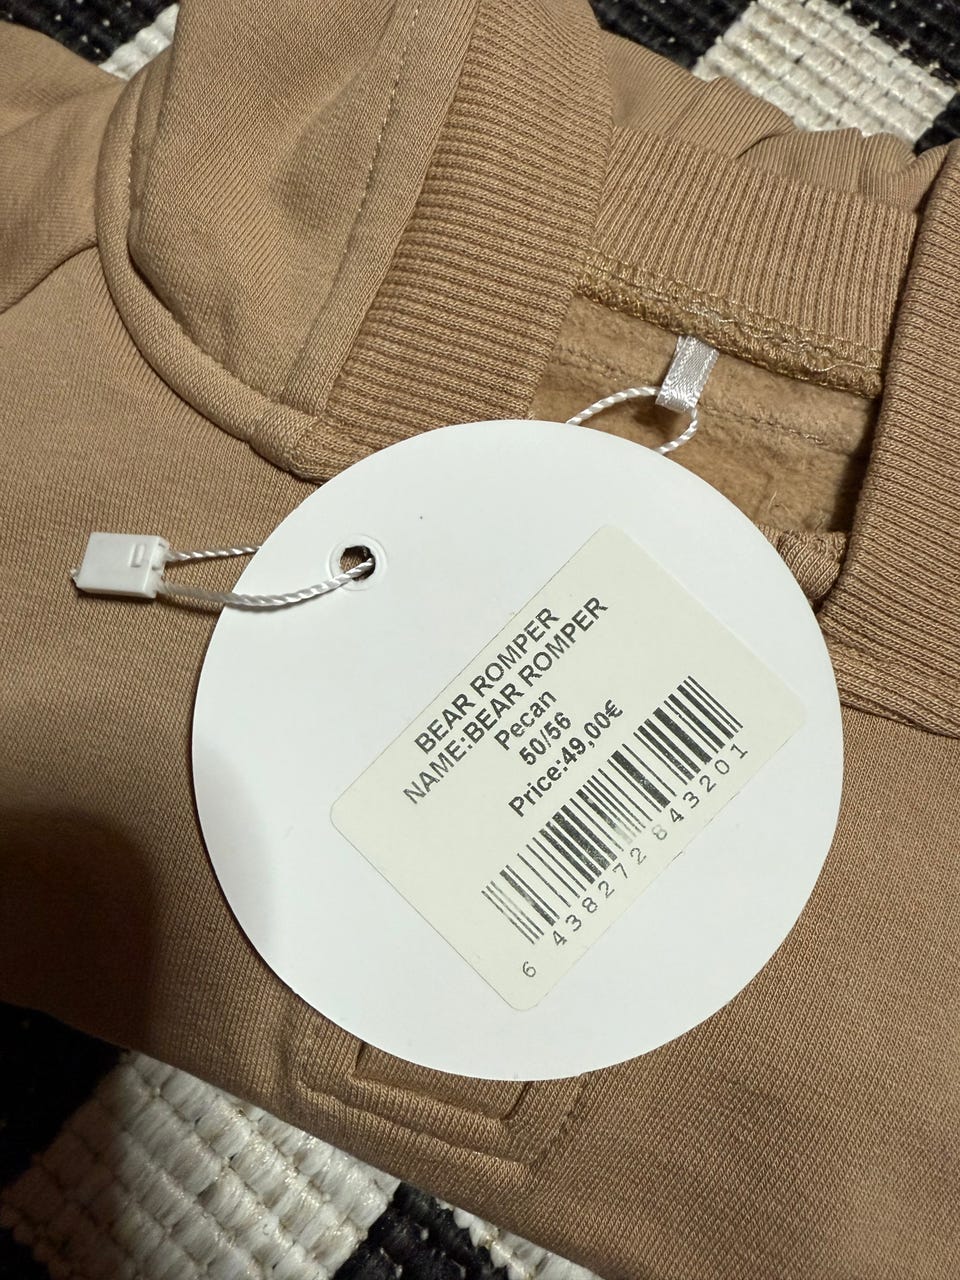 BEAR ROMPER
NAME:BEAR ROMPER
Pecan
50/56
Price:49,00€
6 438272 843201